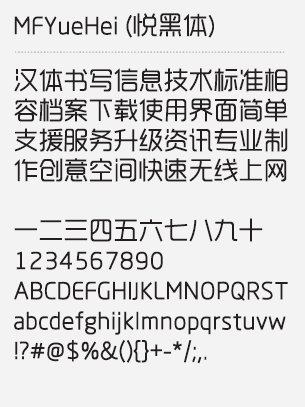 MFYueHei (悦黑体)
汉体书写信息技术标准相
容档案下载使用界面简单
支援服务升级资讯专业制
作创意空间快速无线上网
一二三四五六七八九十
1234567890
ABCDEFGHIJKLMNOPQRST
abcdefghijklmnopqrstuvw
!?#@$%&(){}+-*/;,.